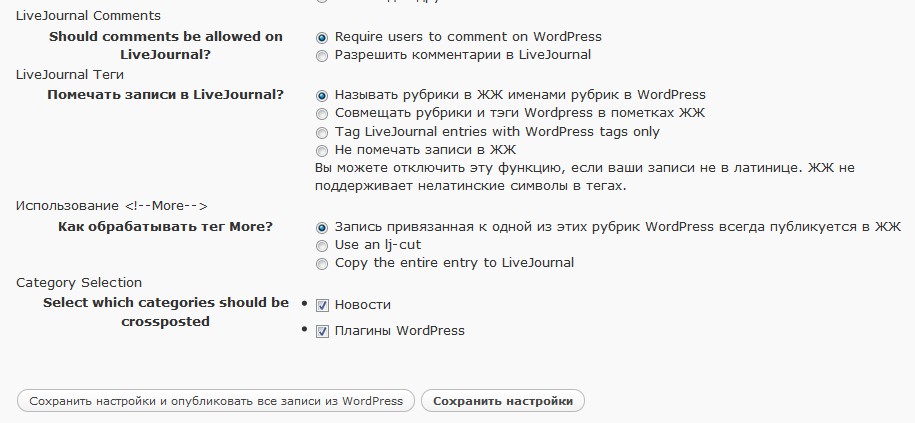 LiveJournal Comments
Should comments be allowed on LiveJournal?
Require users to comment on WordPress
Разрешить комментарии в LiveJournal
LiveJournal Теги
Помечать записи в LiveJournal?
Называть рубрики в ЖЖ именами рубрик в WordPress
Совмещать рубрики и тэги Wordpress в пометках ЖЖ
Tag LiveJournal entries with WordPress tags only
Не помечать записи в ЖЖ
Вы можете отключить эту функцию, если ваши записи не в латинице. ЖЖ не
поддерживает нелатинские символы в тегах.
Использование <!--More-->
Как обрабатывать тег More?
Запись привязанная к одной из этих рубрик WordPress всегда публикуется в ЖЖ
Use an lj-cut
Copy the entire entry to LiveJournal
Category Selection
Select which categories should be
crossposted
Новости
Плагины WordPress
Сохранить настройки и опубликовать все записи из WordPress
Сохранить настройки